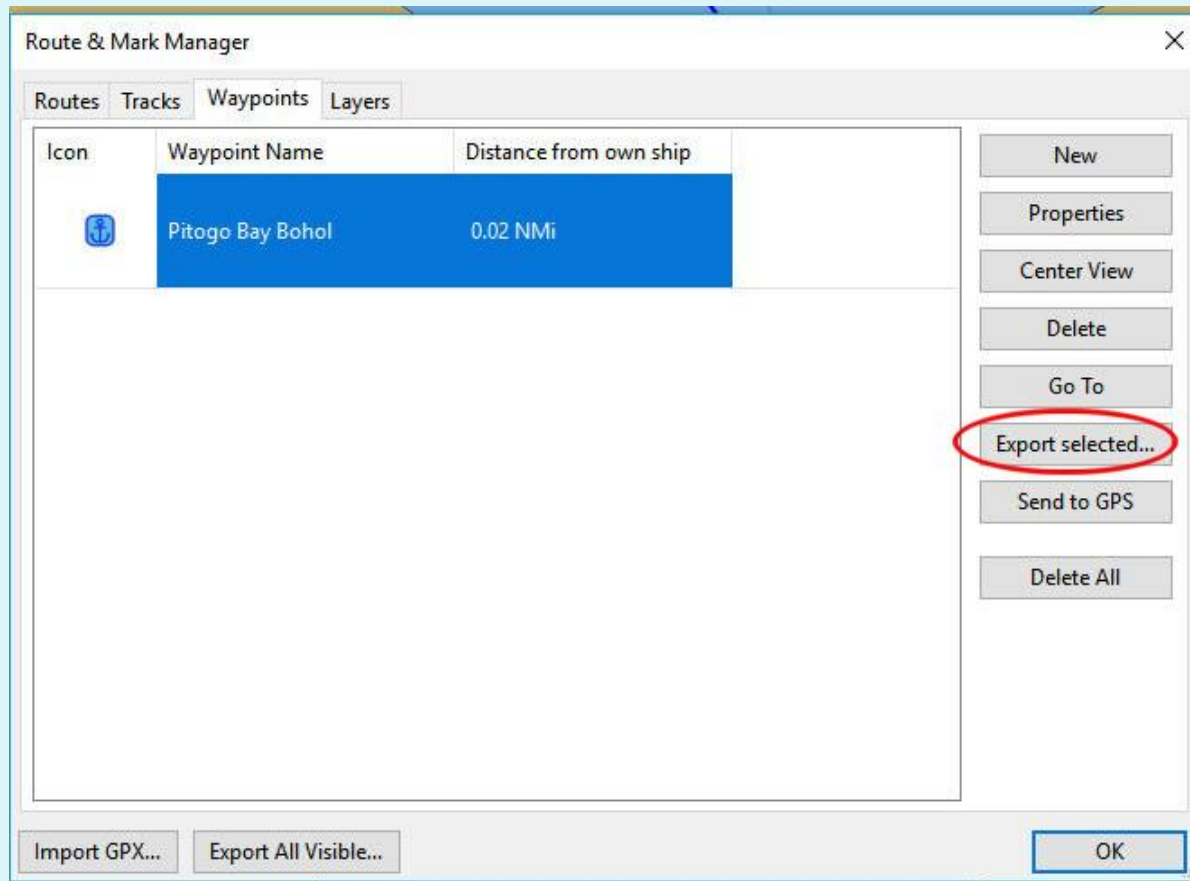 Route & Mark Manager
Routes Tracks Waypoints Layers
Icon Waypoint Name Distance from own ship
Pitogo Bay Bohol 0.02 NMi
New
Properties
Center View
Delete
Go To
Export selected...
Send to GPS
Delete All
Import GPX... Export All Visible... OK